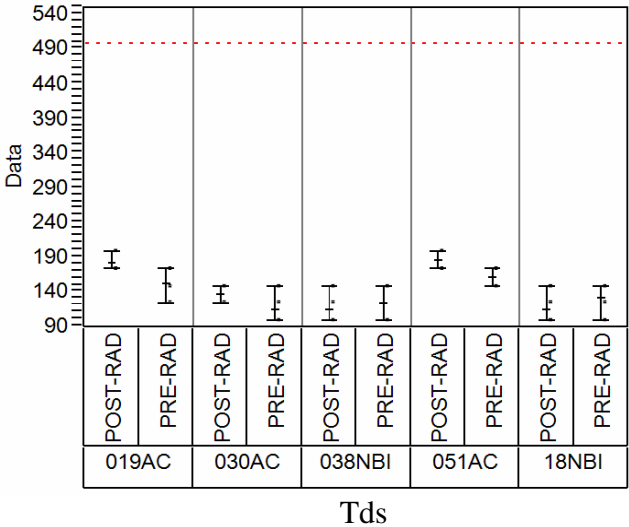 540
490
440
390
340
290
240
190
140
90
Data
POST-RAD PRE-RAD POST-RAD PRE-RAD POST-RAD PRE-RAD POST-RAD PRE-RAD POST-RAD PRE-RAD
019AC 030AC 038NBI 051AC 18NBI
Tds